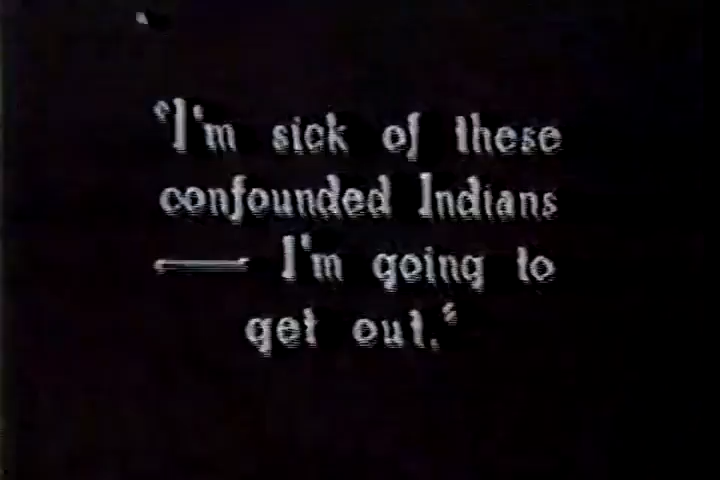 "I'm sick of these
confounded Indians
— I'm going to
get out."